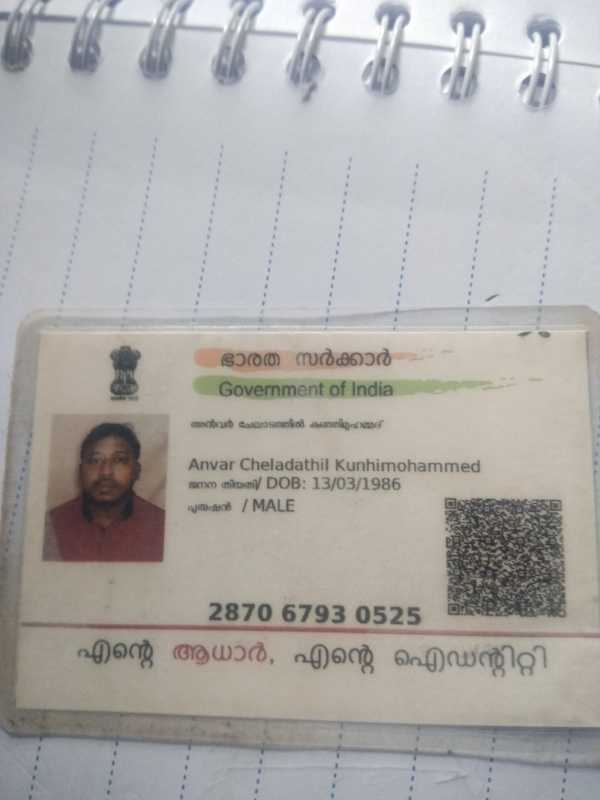 ഭാരത സർക്കാർ
Government of India
അൻവർ ചേലാടത്തിൽ കുഞ്ഞിമുഹമ്മദ്
Anvar Cheladathil Kunhimohammed
ജനന തിയതി/ DOB: 13/03/1986
പുരുഷൻ / MALE
2870 6793 0525
എന്റെ ആധാർ, എന്റെ ഐഡന്റിറ്റി